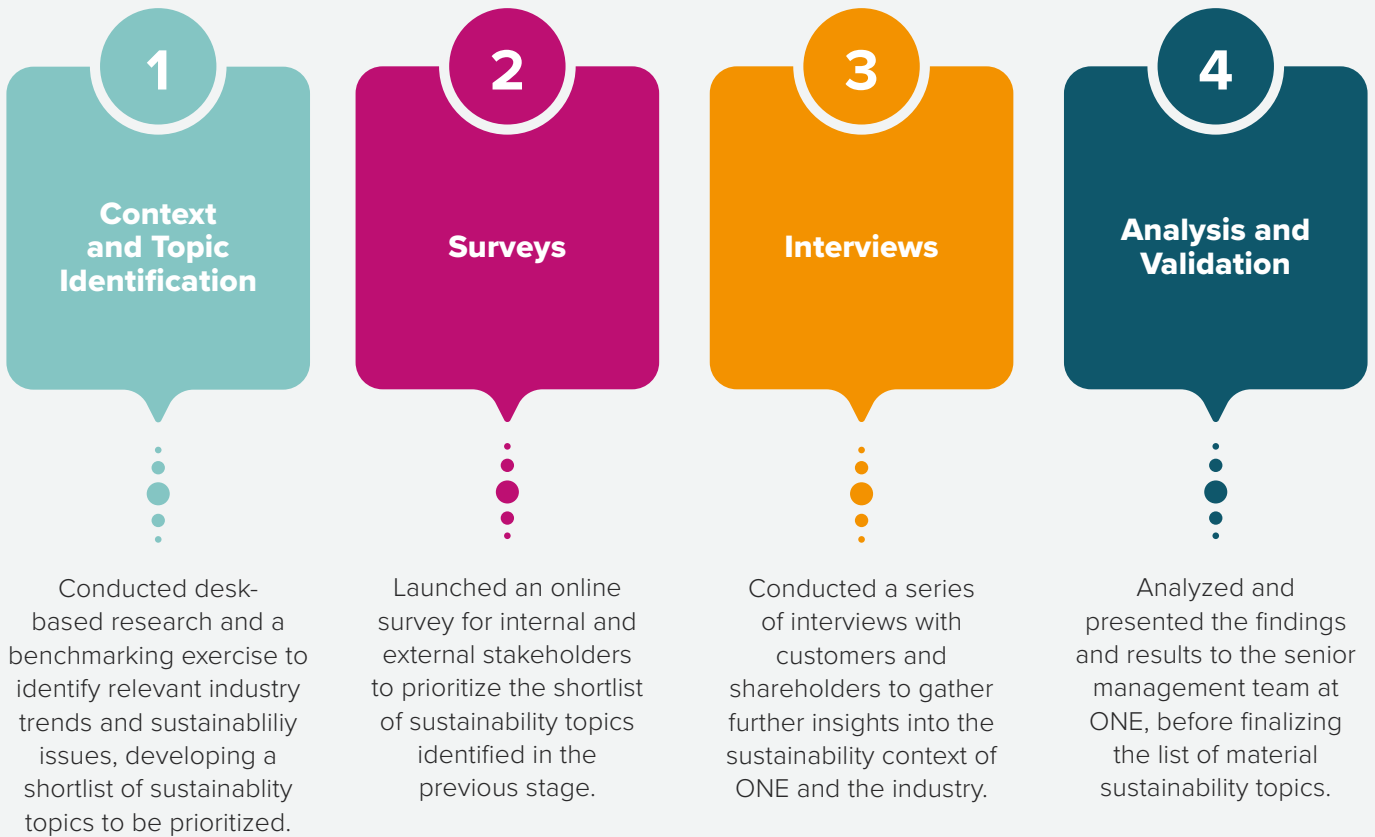 1
Context
and Topic
Identification
Conducted desk-
based research and a
benchmarking exercise to
identify relevant industry
trends and sustainabliliy
issues, developing a
shortlist of sustainablity
topics to be prioritized.
2
Surveys
Launched an online
survey for internal and
external stakeholders
to prioritize the shortlist
of sustainability topics
identified in the
previous stage.
3
Interviews
Conducted a series
of interviews with
customers and
shareholders to gather
further insights into the
sustainability context of
ONE and the industry.
4
Analysis and
Validation
Analyzed and
presented the findings
and results to the senior
management team at
ONE, before finalizing
the list of material
sustainability topics.